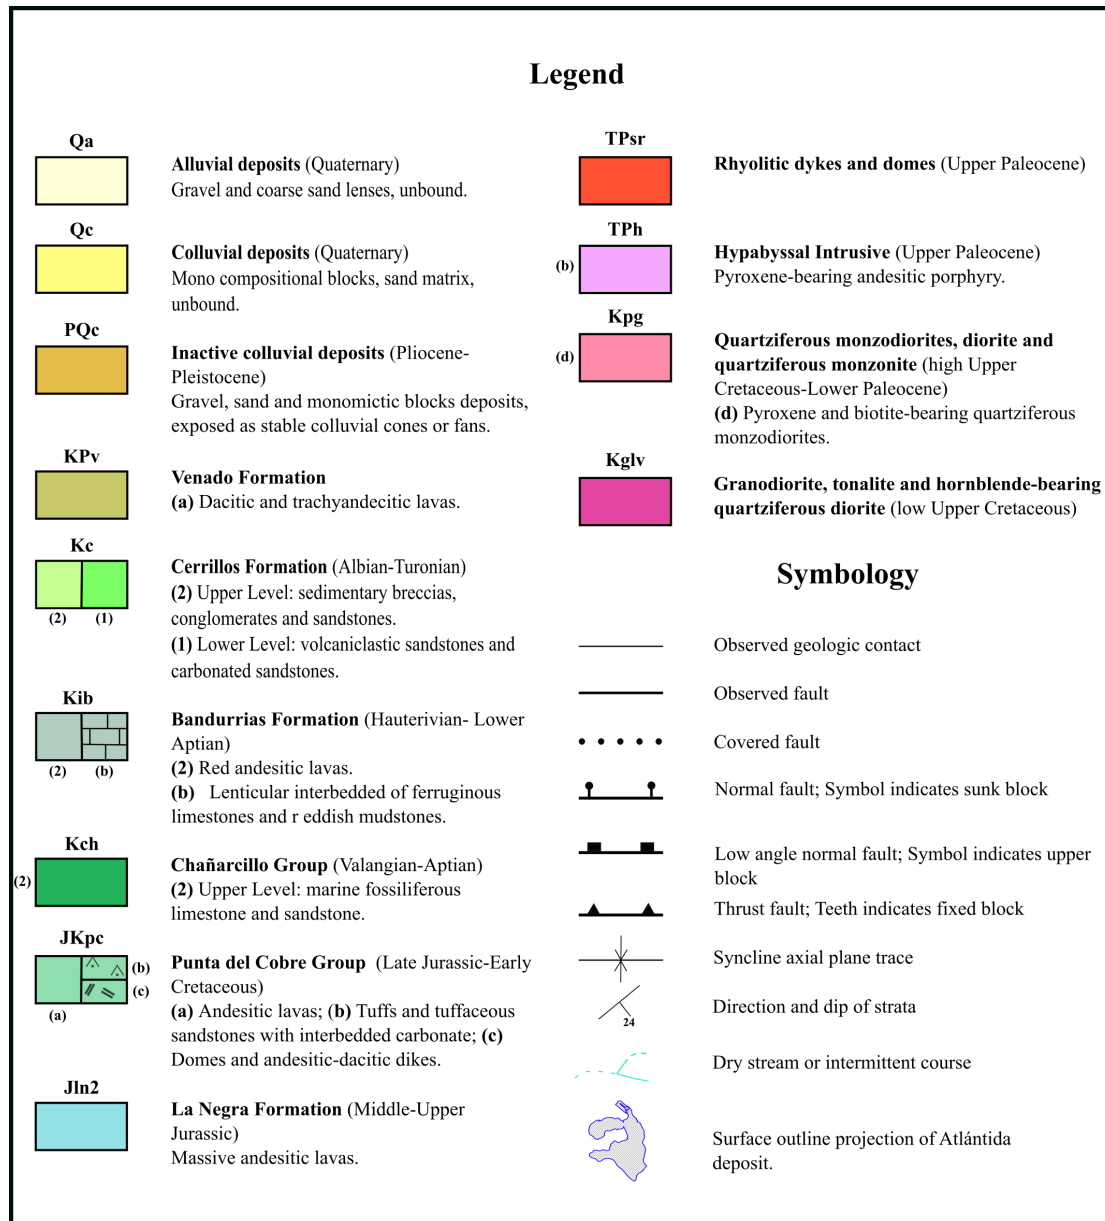 Legend
Qa
Alluvial deposits (Quaternary)
Gravel and coarse sand lenses, unbound.
Qc
Colluvial deposits (Quaternary)
Mono compositional blocks, sand matrix,
unbound.
PQc
Inactive colluvial deposits (Pliocene-
Pleistocene)
Gravel, sand and monomictic blocks deposits,
exposed as stable colluvial cones or fans.
KPv
Venado Formation
(a) Dacitic and trachyandecitic lavas.
Kc
(2) (1)
Cerrillos Formation (Albian-Turonian)
(2) Upper Level: sedimentary breccias,
conglomerates and sandstones.
(1) Lower Level: volcaniclastic sandstones and
carbonated sandstones.
Kib
(2) (b)
Bandurrias Formation (Hauterivian- Lower
Aptian)
(2) Red andesitic lavas.
(b) Lenticular interbedded of ferruginous
limestones and r eddish mudstones.
Kch
(2)
Chañarcillo Group (Valangian-Aptian)
(2) Upper Level: marine fossiliferous
limestone and sandstone.
JKpc
(b)
(c)
(a)
Punta del Cobre Group (Late Jurassic-Early
Cretaceous)
(a) Andesitic lavas; (b) Tuffs and tuffaceous
sandstones with interbedded carbonate; (c)
Domes and andesitic-dacitic dikes.
Jln2
La Negra Formation (Middle-Upper
Jurassic)
Massive andesitic lavas.
TPsr
Rhyolitic dykes and domes (Upper Paleocene)
TPh
(b)
Hypabyssal Intrusive (Upper Paleocene)
Pyroxene-bearing andesitic porphyry.
Kpg
(d)
Quartziferous monzodiorites, diorite and
quartziferous monzonite (high Upper
Cretaceous-Lower Paleocene)
(d) Pyroxene and biotite-bearing quartziferous
monzodiorites.
Kglv
Granodiorite, tonalite and hornblende-bearing
quartziferous diorite (low Upper Cretaceous)
Symbology
Observed geologic contact
Observed fault
Covered fault
Normal fault; Symbol indicates sunk block
Low angle normal fault; Symbol indicates upper
block
Thrust fault; Teeth indicates fixed block
Syncline axial plane trace
24
Direction and dip of strata
Dry stream or intermittent course
Surface outline projection of Atlántida
deposit.